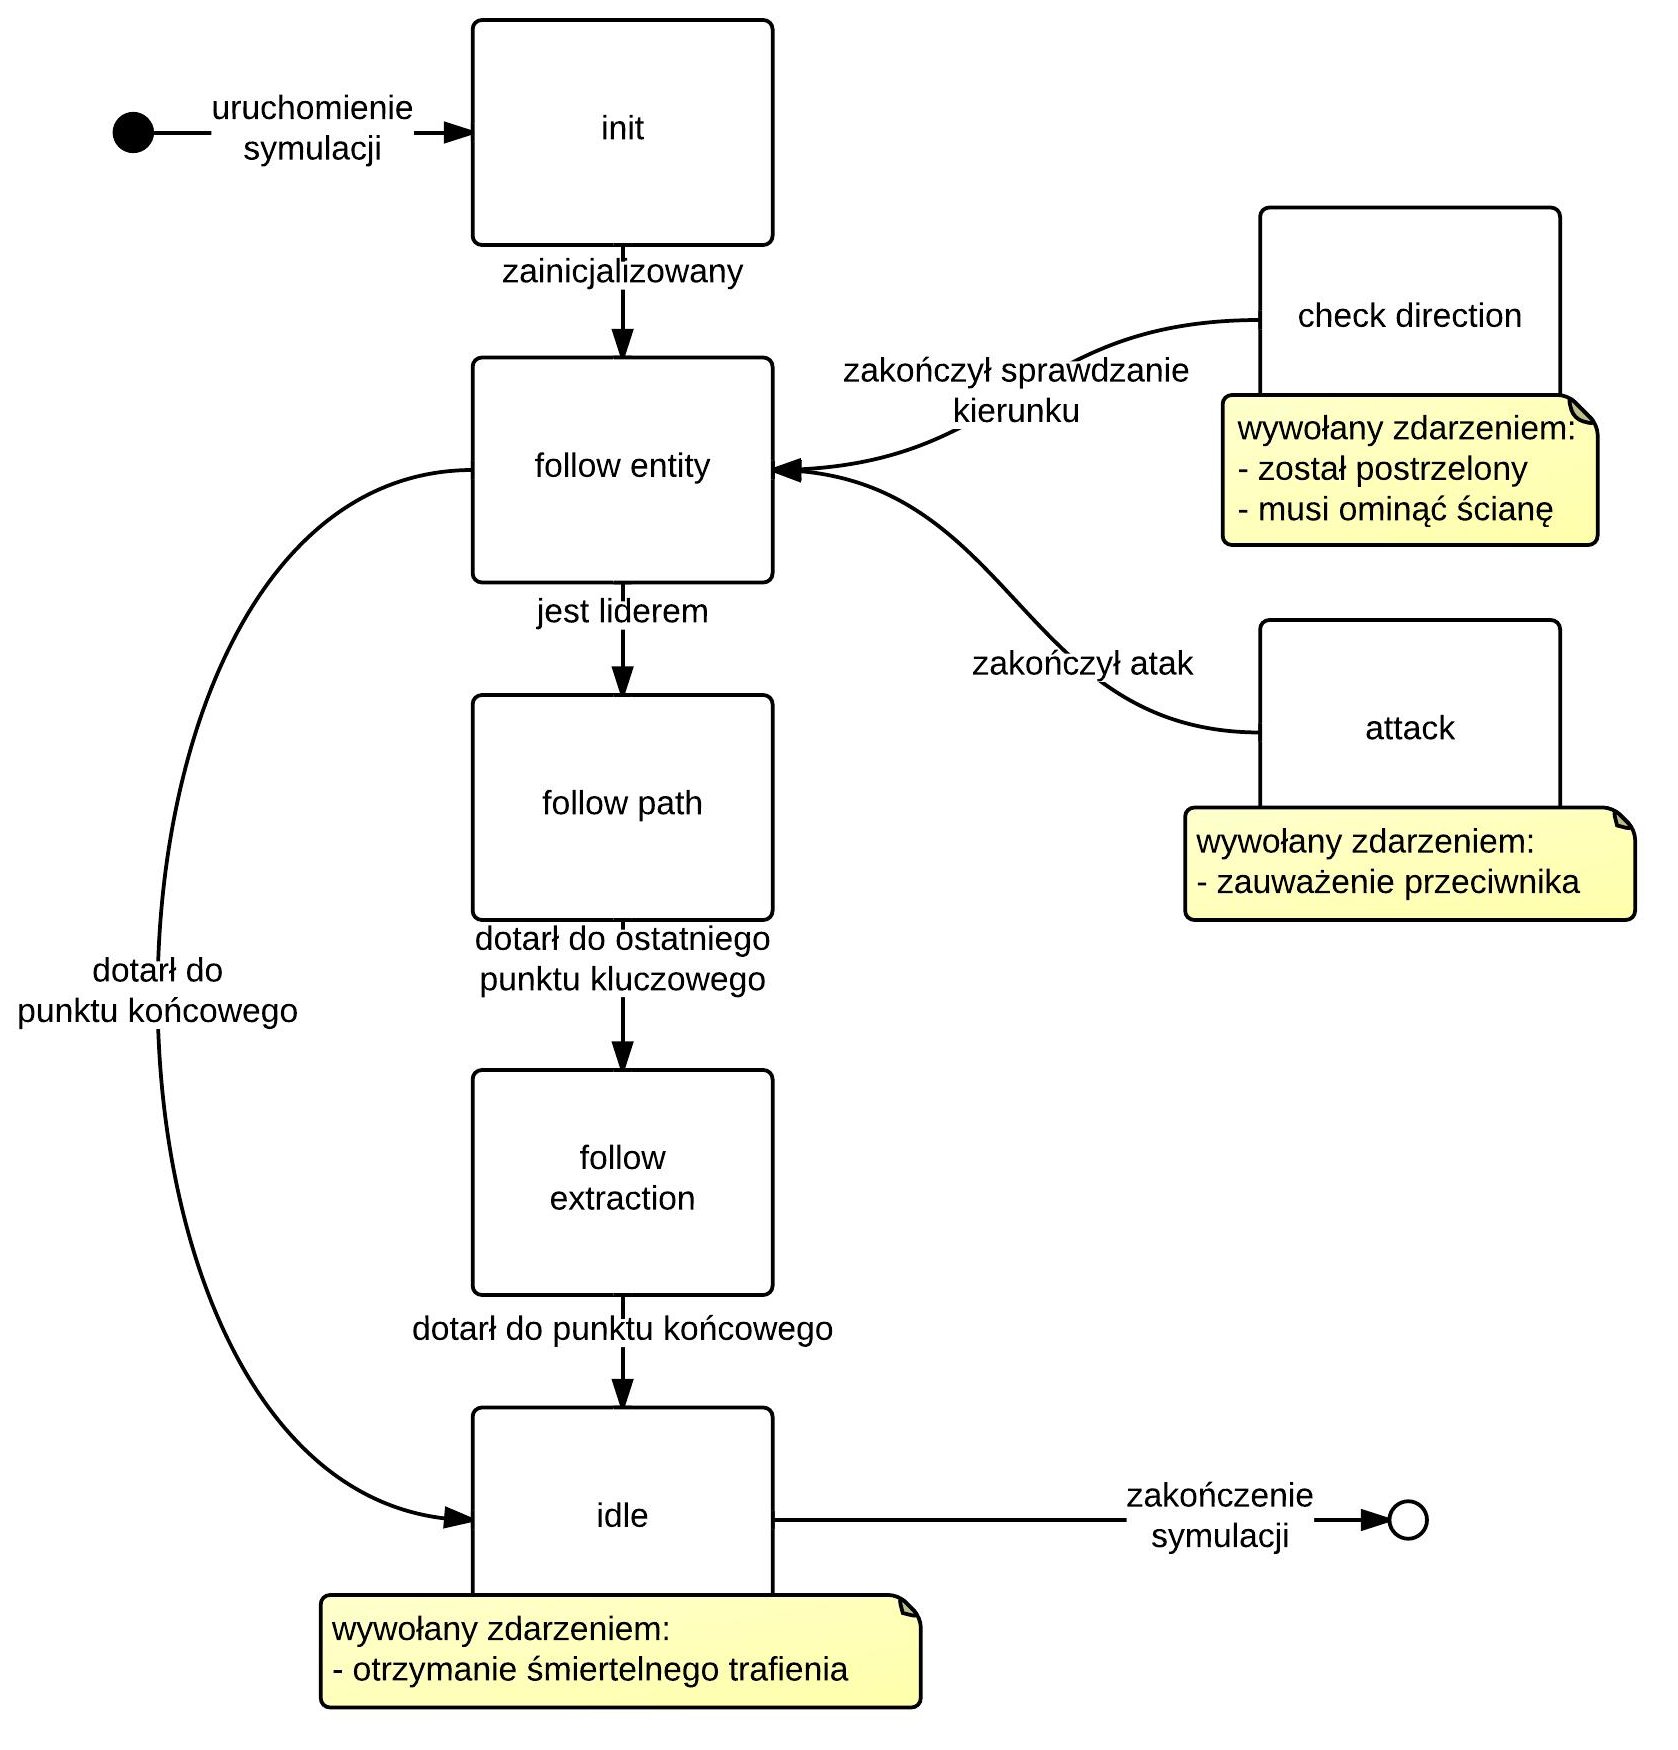 uruchomienie
symulacji
init
zainicjalizowany
check direction
zakończył sprawdzanie
kierunku
wywołany zdarzeniem:
- został postrzelony
- musi ominąć ścianę
follow entity
jest liderem
zakończył atak
attack
wywołany zdarzeniem:
- zauważenie przeciwnika
follow path
dotarł do ostatniego
punktu kluczowego
dotarł do
punktu końcowego
follow
extraction
dotarł do punktu końcowego
idle
zakończenie
symulacji
wywołany zdarzeniem:
- otrzymanie śmiertelnego trafienia